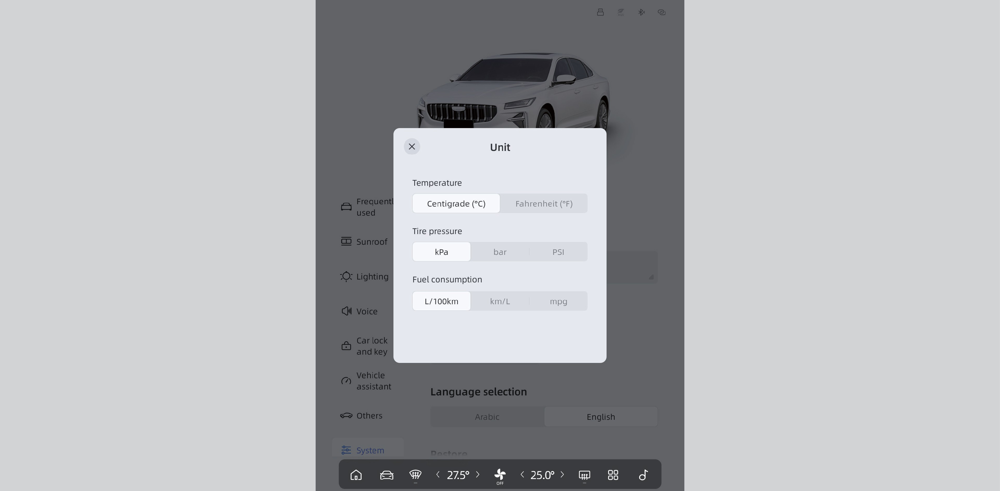 AQS
Unit
Temperature
Centigrade (°C)
Fahrenheit (°F)
Tire pressure
kPa
bar
PSI
Fuel consumption
L/100km
km/L
mpg
Frequentl
used
Sunroof
Lighting
Voice
Car lock
and key
Vehicle
assistant
Others
System
Language selection
Arabic
English
Restore
27.5°
OFF
25.0°